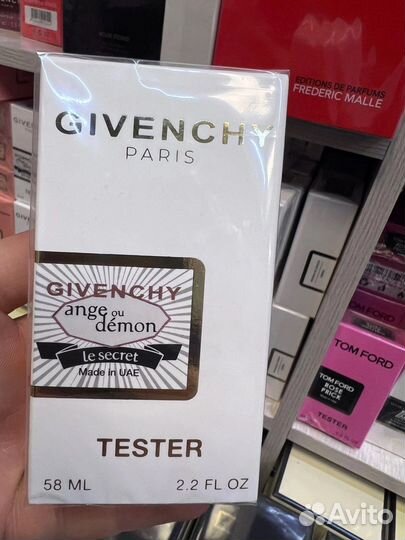 EDITIONS DE PARFUMS
FREDERIC MALLE
GIVENCHY
PARIS
GIVENCHY
ange ou
démon
le secret
Made in UAE
TESTER
58 ML 2.2 FL OZ
TOM FORD
TOM FORD
ROSE
PRICK
TESTER
Avito